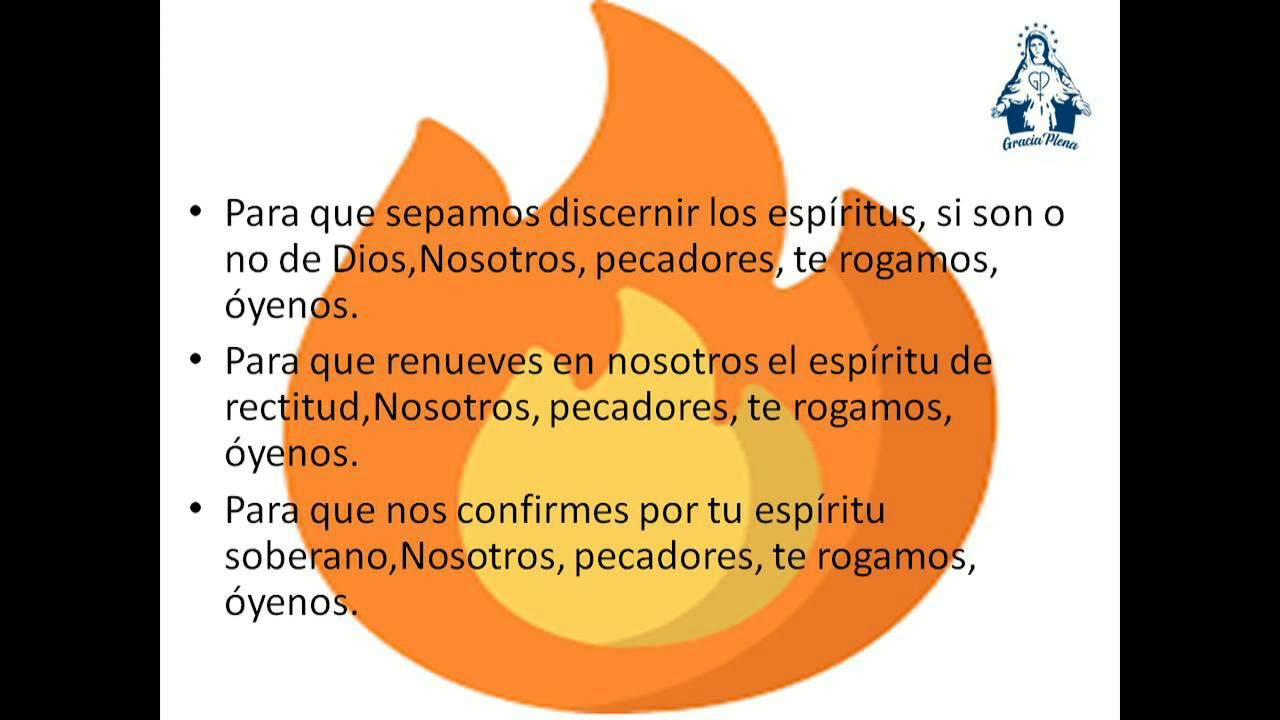 Gracia Plena
• Para que sepamos discernir los espíritus, si son o
no de Dios,Nosotros, pecadores, te rogamos,
óyenos.
• Para que renueves en nosotros el espíritu de
rectitud,Nosotros, pecadores, te rogamos,
óyenos.
• Para que nos confirmes por tu espíritu
soberano,Nosotros, pecadores, te rogamos,
óyenos.